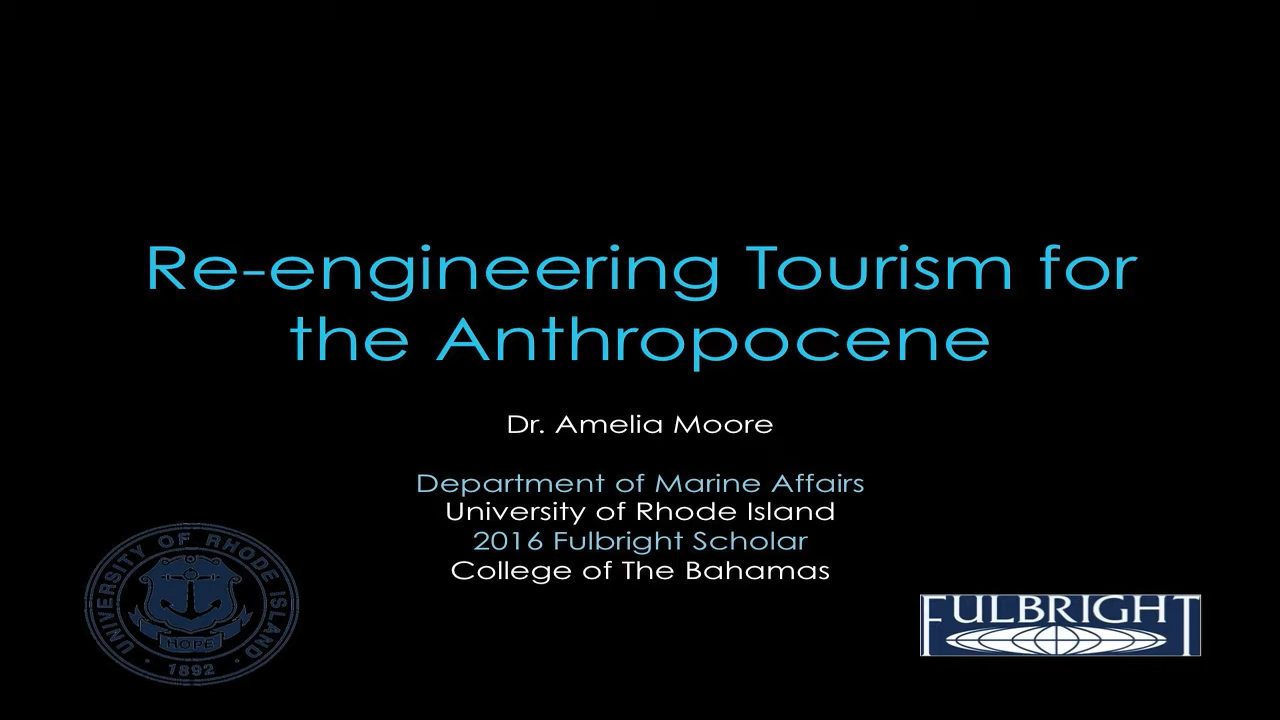 Re-engineering Tourism for
the Anthropocene
Dr. Amelia Moore
Department of Marine Affairs
University of Rhode Island
2016 Fulbright Scholar
College of The Bahamas
UNIVERSITY OF RHODE ISLAND
HOPE
· 1892 ·
FULBRIGHT